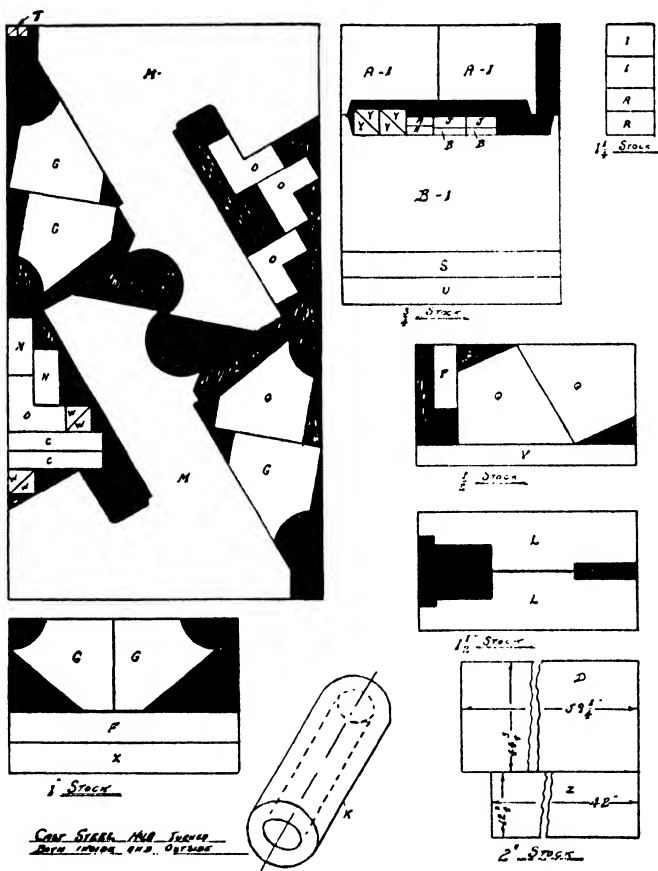 T
M
A-1 A-1
1
1
R
R
1 1/4 STOCK
G
Y Y
Y Y
B B
O
O
G
B-1
O
S
U
3/4 STOCK
N
N
P
Q Q
O
W
W
G
C
C
V
1/2 STOCK
M
G
L
L
1 1/2" STOCK
G G
D
59 1/4"
F
X
Z
42"
1" STOCK
K
2" STOCK
CAST STEEL HUB TURNED
BOTH INSIDE AND OUTSIDE